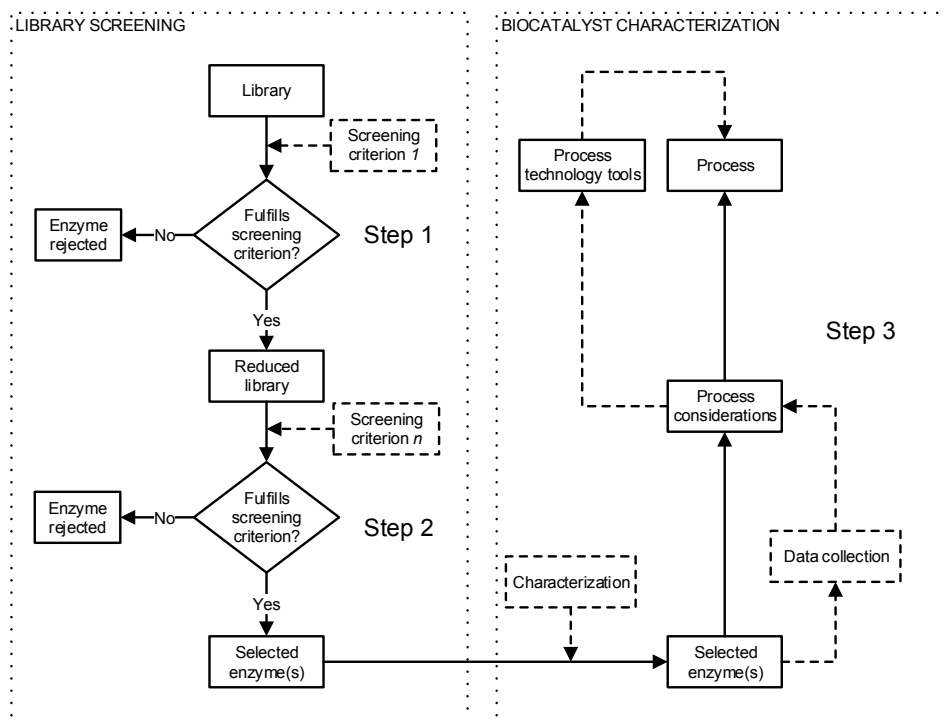 LIBRARY SCREENING
Library
Screening
criterion 1
Fulfills
screening
criterion?
Step 1
Enzyme
rejected
No
Yes
Reduced
library
Screening
criterion n
Fulfills
screening
criterion?
Step 2
Enzyme
rejected
No
Yes
Selected
enzyme(s)
BIOCATALYST CHARACTERIZATION
Process
technology tools
Process
Step 3
Process
considerations
Data collection
Characterization
Selected
enzyme(s)